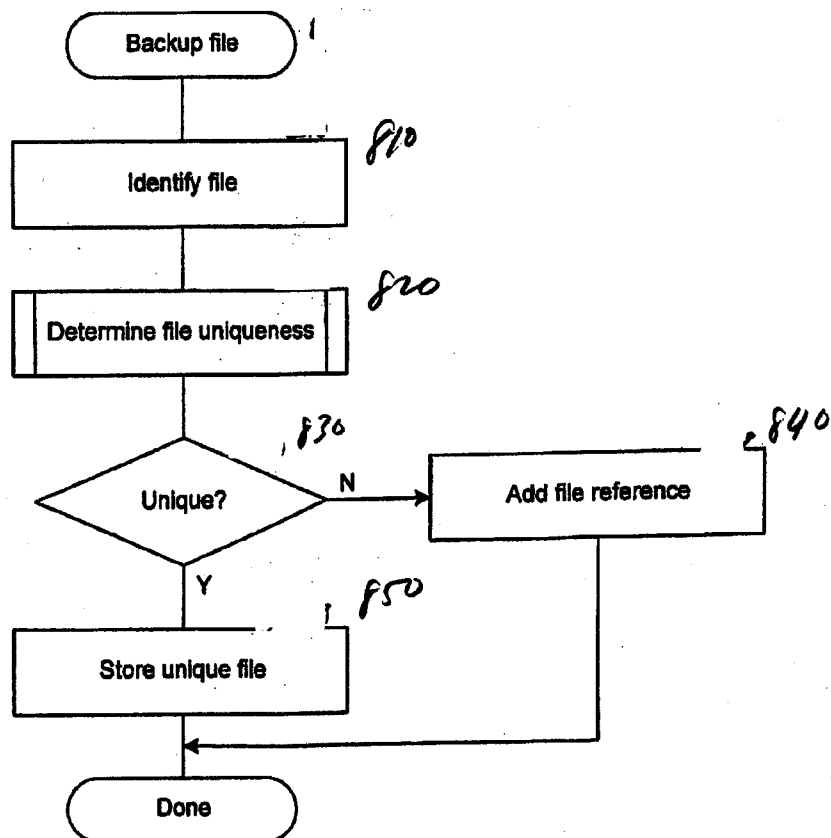 Backup file
810
Identify file
820
Determine file uniqueness
830
Unique?
N
840
Add file reference
Y
850
Store unique file
Done